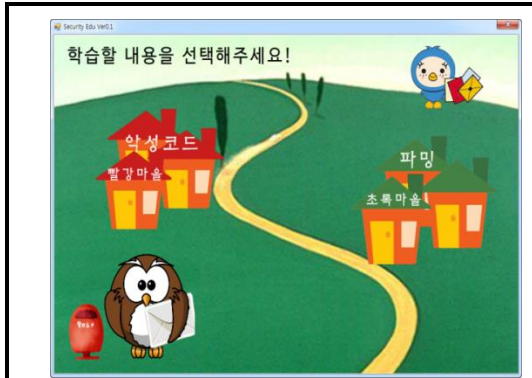 Security Edu Ver0.1
학습할 내용을 선택해주세요!
악성코드
빨강마을
파밍
초록마을